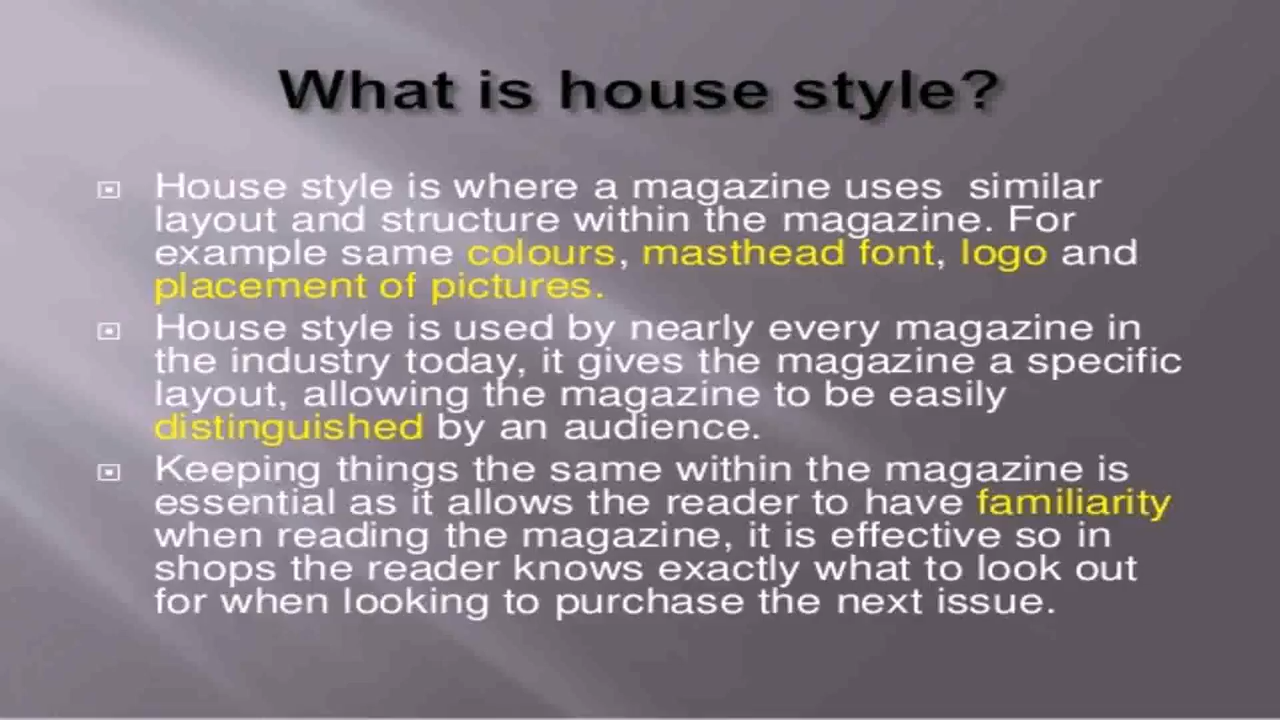 What is house style?
House style is where a magazine uses  similar
layout and structure within the magazine. For
example same colours, masthead font, logo and
placement of pictures.
House style is used by nearly every magazine in
the industry today, it gives the magazine a specific
layout, allowing the magazine to be easily
distinguished by an audience.
Keeping things the same within the magazine is
essential as it allows the reader to have familiarity
when reading the magazine, it is effective so in
shops the reader knows exactly what to look out
for when looking to purchase the next issue.